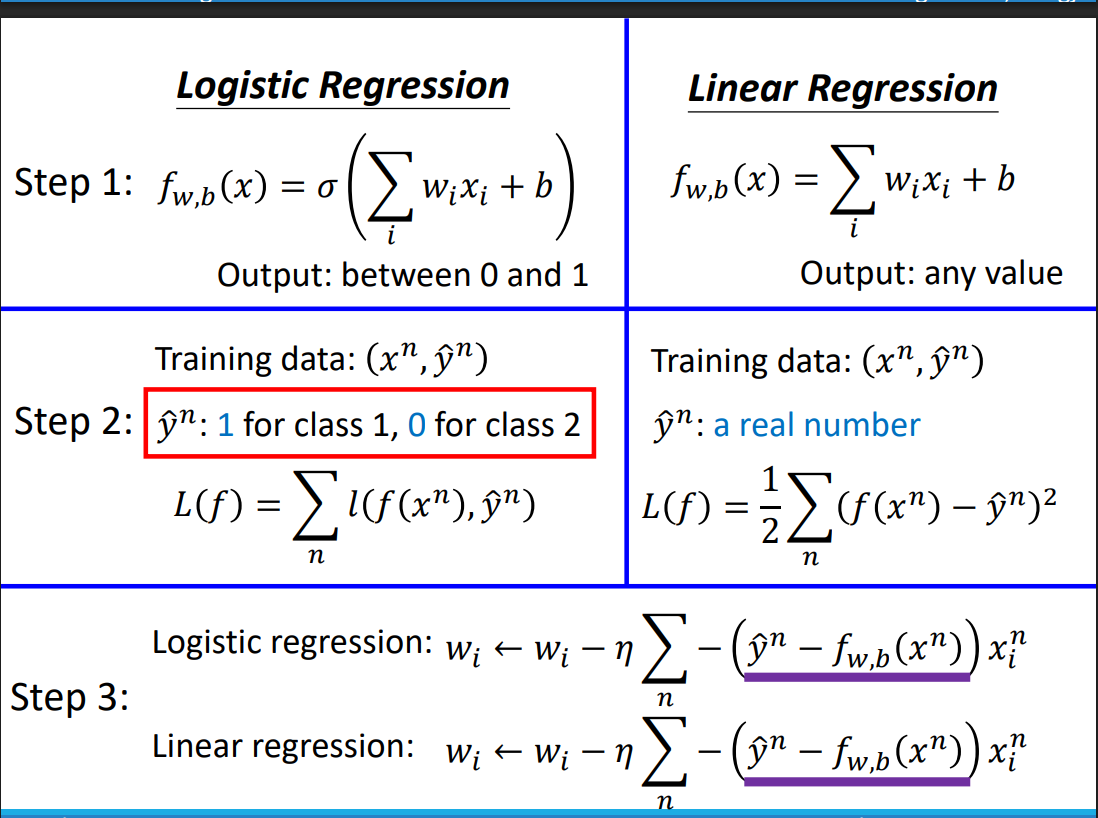 Logistic Regression
Linear Regression
Step 1:
f_{w,b}(x) = σ(∑_i w_i x_i + b)
Output: between 0 and 1
f_{w,b}(x) = ∑_i w_i x_i + b
Output: any value
Step 2:
Training data: (x^n, ŷ^n)
ŷ^n: 1 for class 1, 0 for class 2
L(f) = ∑_n l(f(x^n), ŷ^n)
Training data: (x^n, ŷ^n)
ŷ^n: a real number
L(f) = 1/2 ∑_n (f(x^n) − ŷ^n)^2
Step 3:
Logistic regression: w_i ← w_i − η ∑_n −(ŷ^n − f_{w,b}(x^n)) x_i^n
Linear regression: w_i ← w_i − η ∑_n −(ŷ^n − f_{w,b}(x^n)) x_i^n